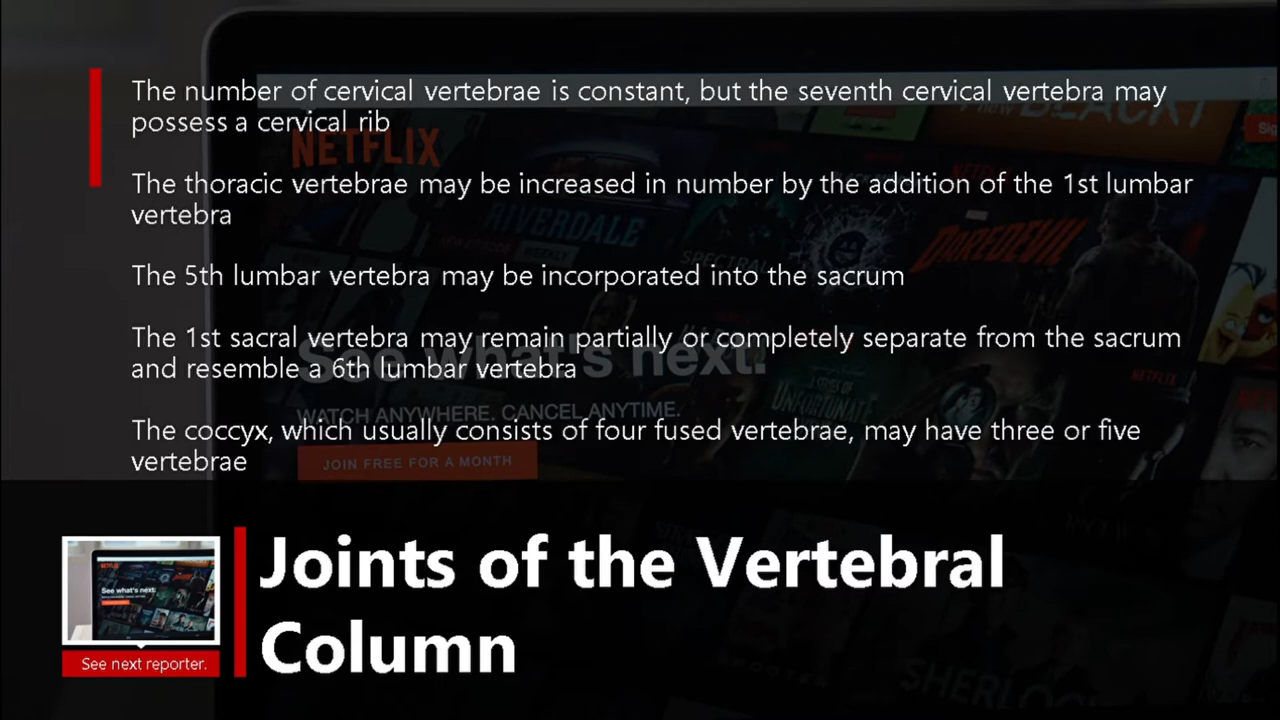 The number of cervical vertebrae is constant, but the seventh cervical vertebra may
possess a cervical rib
NETFLIX
The thoracic vertebrae may be increased in number by the addition of the 1st lumbar
vertebra
RIVERDALE
DAREDEVIL
The 5th lumbar vertebra may be incorporated into the sacrum
The 1st sacral vertebra may remain partially or completely separate from the sacrum
and resemble a 6th lumbar vertebra
See what's next.
NETFLIX
WATCH ANYWHERE. CANCEL ANYTIME.
UNFORTUNATE
The coccyx, which usually consists of four fused vertebrae, may have three or five
vertebrae
JOIN FREE FOR A MONTH
Joints of the Vertebral
Column
See what's next.
See next reporter.
SHERLOCK